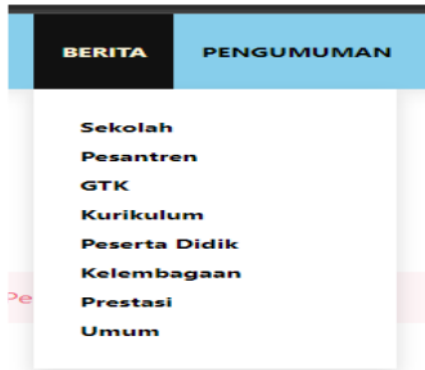 BERITA PENGUMUMAN
Sekolah
Pesantren
GTK
Kurikulum
Peserta Didik
Kelembagaan
Prestasi
Umum